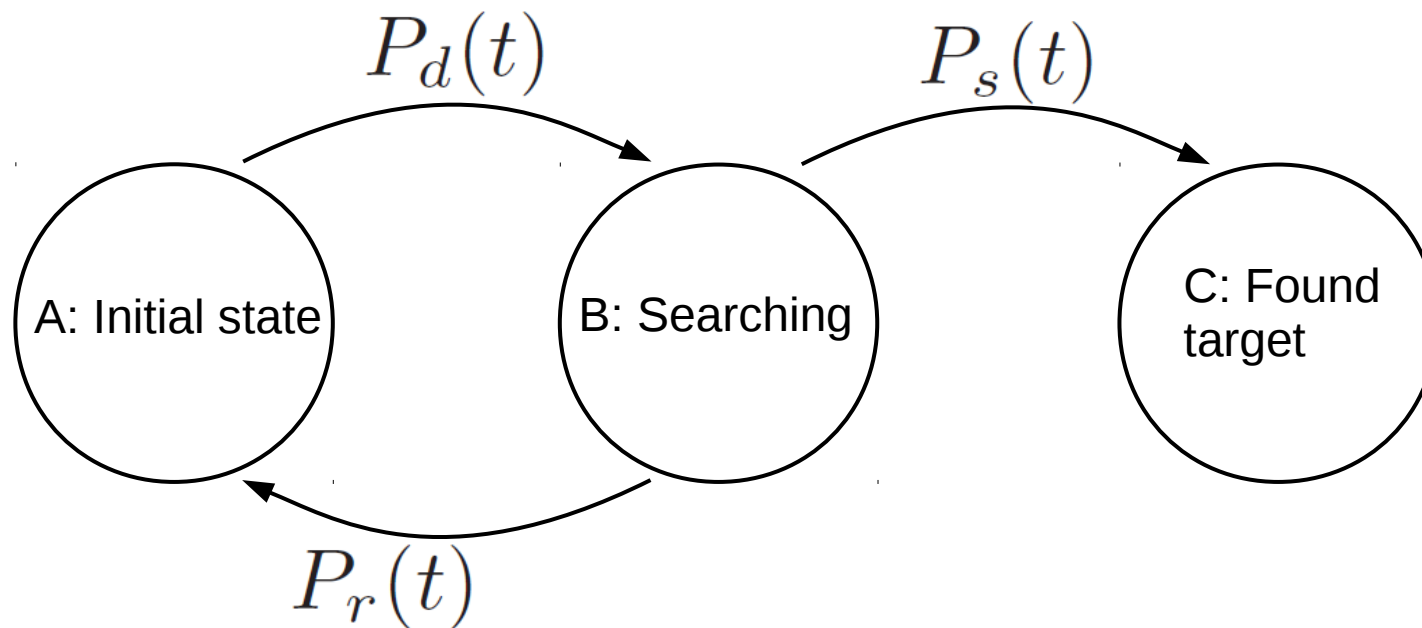 P_d(t)
P_s(t)
A: Initial state
B: Searching
C: Found
target
P_r(t)